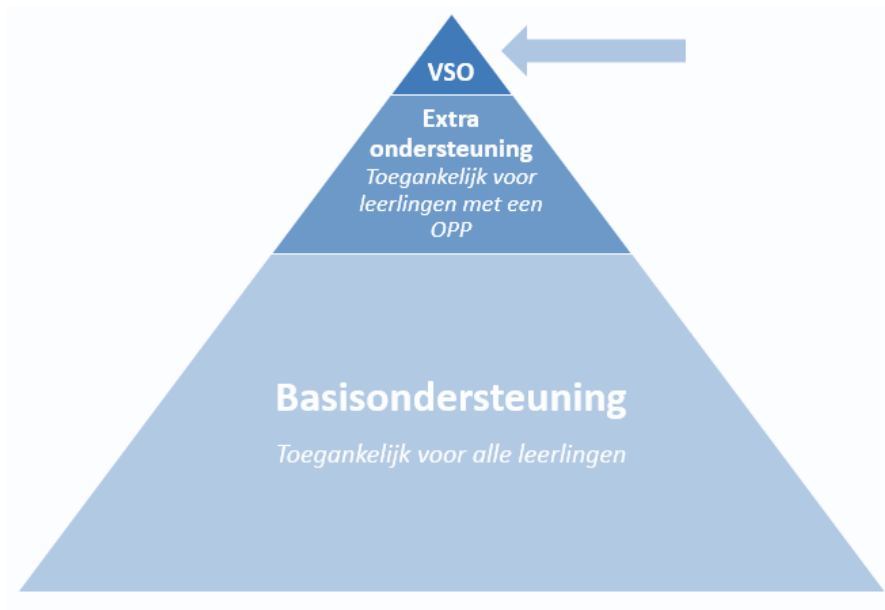 VSO
Extra
ondersteuning
Toegankelijk voor
leerlingen met een
OPP
Basisondersteuning
Toegankelijk voor alle leerlingen